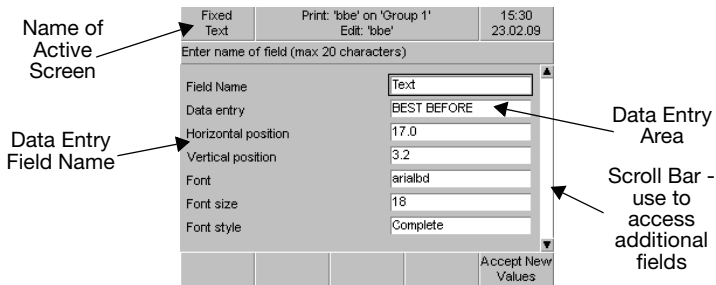 Name of
Active
Screen
Data Entry
Field Name
Fixed
Text
Print: 'bbe' on 'Group 1'
Edit: 'bbe'
15:30
23.02.09
Enter name of field (max 20 characters)
Field Name Text
Data entry BEST BEFORE
Horizontal position 17.0
Vertical position 3.2
Font arialbd
Font size 18
Font style Complete
Accept New
Values
Data Entry
Area
Scroll Bar -
use to
access
additional
fields